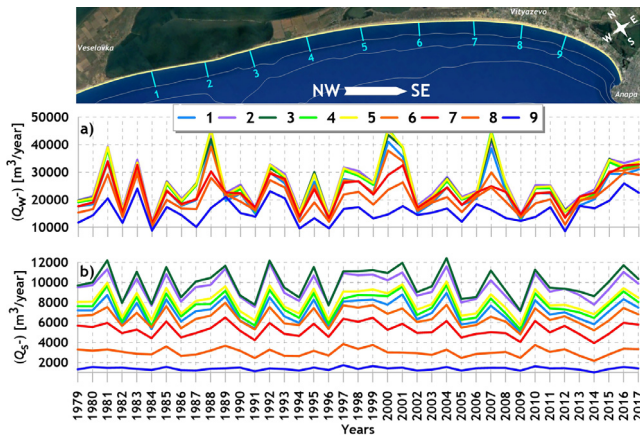 Vityazevo
N
E
W
S
Veselovka
1 2 3 4 5 6 7 8 9
NW SE
Anapa
1 2 3 4 5 6 7 8 9
a)
(QW+) [m³/year]
50000
40000
30000
20000
10000
b)
(QS+) [m³/year]
12000
10000
8000
6000
4000
2000
1979 1980 1981 1982 1983 1984 1985 1986 1987 1988 1989 1990 1991 1992 1993 1994 1995 1996 1997 1998 1999 2000 2001 2002 2003 2004 2005 2006 2007 2008 2009 2010 2011 2012 2013 2014 2015 2016 2017
Years